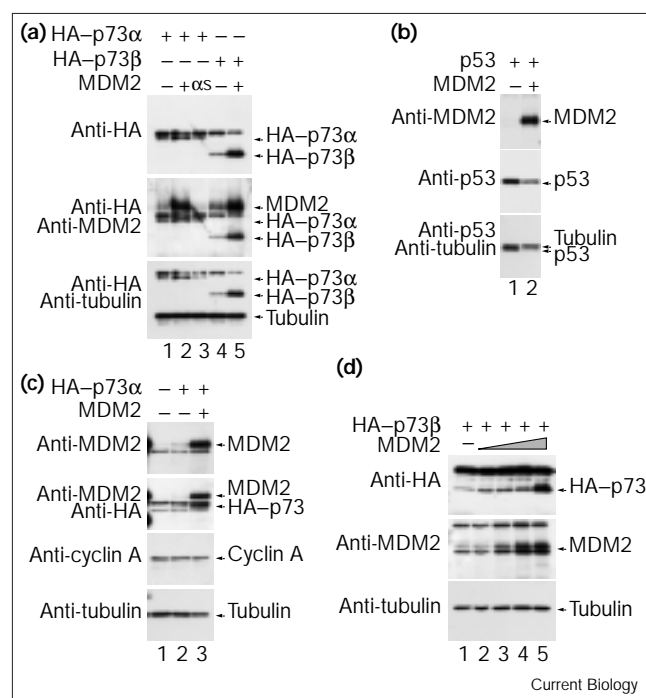 (a)
HA–p73α + + + – –
HA–p73β – – – + +
MDM2 – + αs – +
Anti-HA
HA–p73α
HA–p73β
Anti-HA
Anti-MDM2
MDM2
HA–p73α
HA–p73β
Anti-HA
Anti-tubulin
HA–p73α
HA–p73β
Tubulin
1 2 3 4 5
(b)
p53 + +
MDM2 – +
Anti-MDM2 MDM2
Anti-p53 p53
Anti-p53
Anti-tubulin
Tubulin
p53
1 2
(c)
HA–p73α – + +
MDM2 – – +
Anti-MDM2 MDM2
Anti-MDM2
Anti-HA
MDM2
HA–p73
Anti-cyclin A Cyclin A
Anti-tubulin Tubulin
1 2 3
(d)
HA–p73β + + + + +
MDM2 –
Anti-HA HA–p73
Anti-MDM2 MDM2
Anti-tubulin Tubulin
1 2 3 4 5
Current Biology